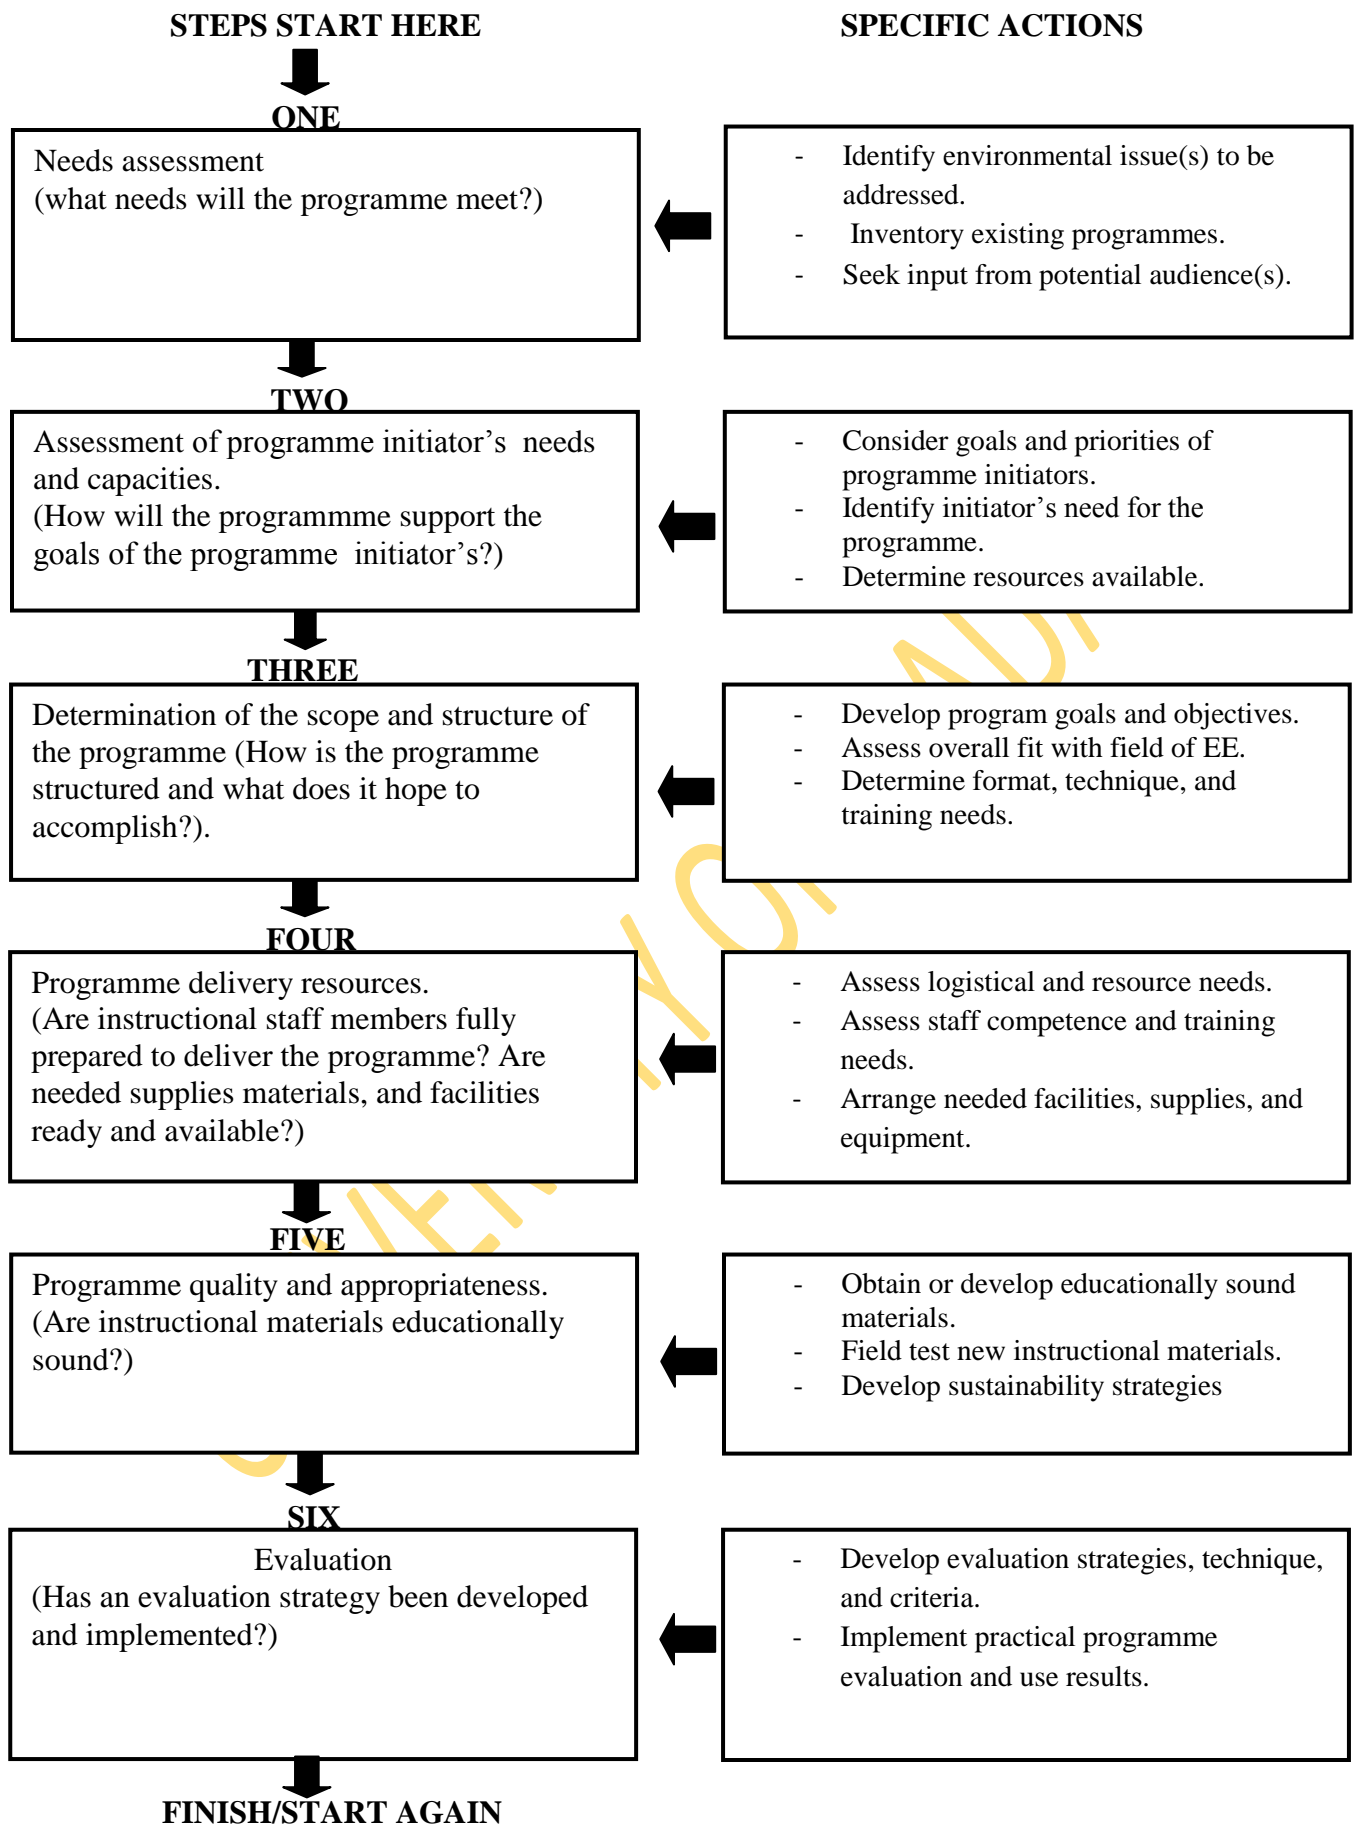 STEPS START HERE
SPECIFIC ACTIONS
ONE
Needs assessment
(what needs will the programme meet?)
- Identify environmental issue(s) to be
addressed.
- Inventory existing programmes.
- Seek input from potential audience(s).
TWO
Assessment of programme initiator’s needs
and capacities.
(How will the programmme support the
goals of the programme initiator's?)
- Consider goals and priorities of
programme initiators.
- Identify initiator’s need for the
programme.
- Determine resources available.
THREE
Determination of the scope and structure of
the programme (How is the programme
structured and what does it hope to
accomplish?).
- Develop program goals and objectives.
- Assess overall fit with field of EE.
- Determine format, technique, and
training needs.
FOUR
Programme delivery resources.
(Are instructional staff members fully
prepared to deliver the programme? Are
needed supplies materials, and facilities
ready and available?)
- Assess logistical and resource needs.
- Assess staff competence and training
needs.
- Arrange needed facilities, supplies, and
equipment.
FIVE
Programme quality and appropriateness.
(Are instructional materials educationally
sound?)
- Obtain or develop educationally sound
materials.
- Field test new instructional materials.
- Develop sustainability strategies
SIX
Evaluation
(Has an evaluation strategy been developed
and implemented?)
- Develop evaluation strategies, technique,
and criteria.
- Implement practical programme
evaluation and use results.
FINISH/START AGAIN